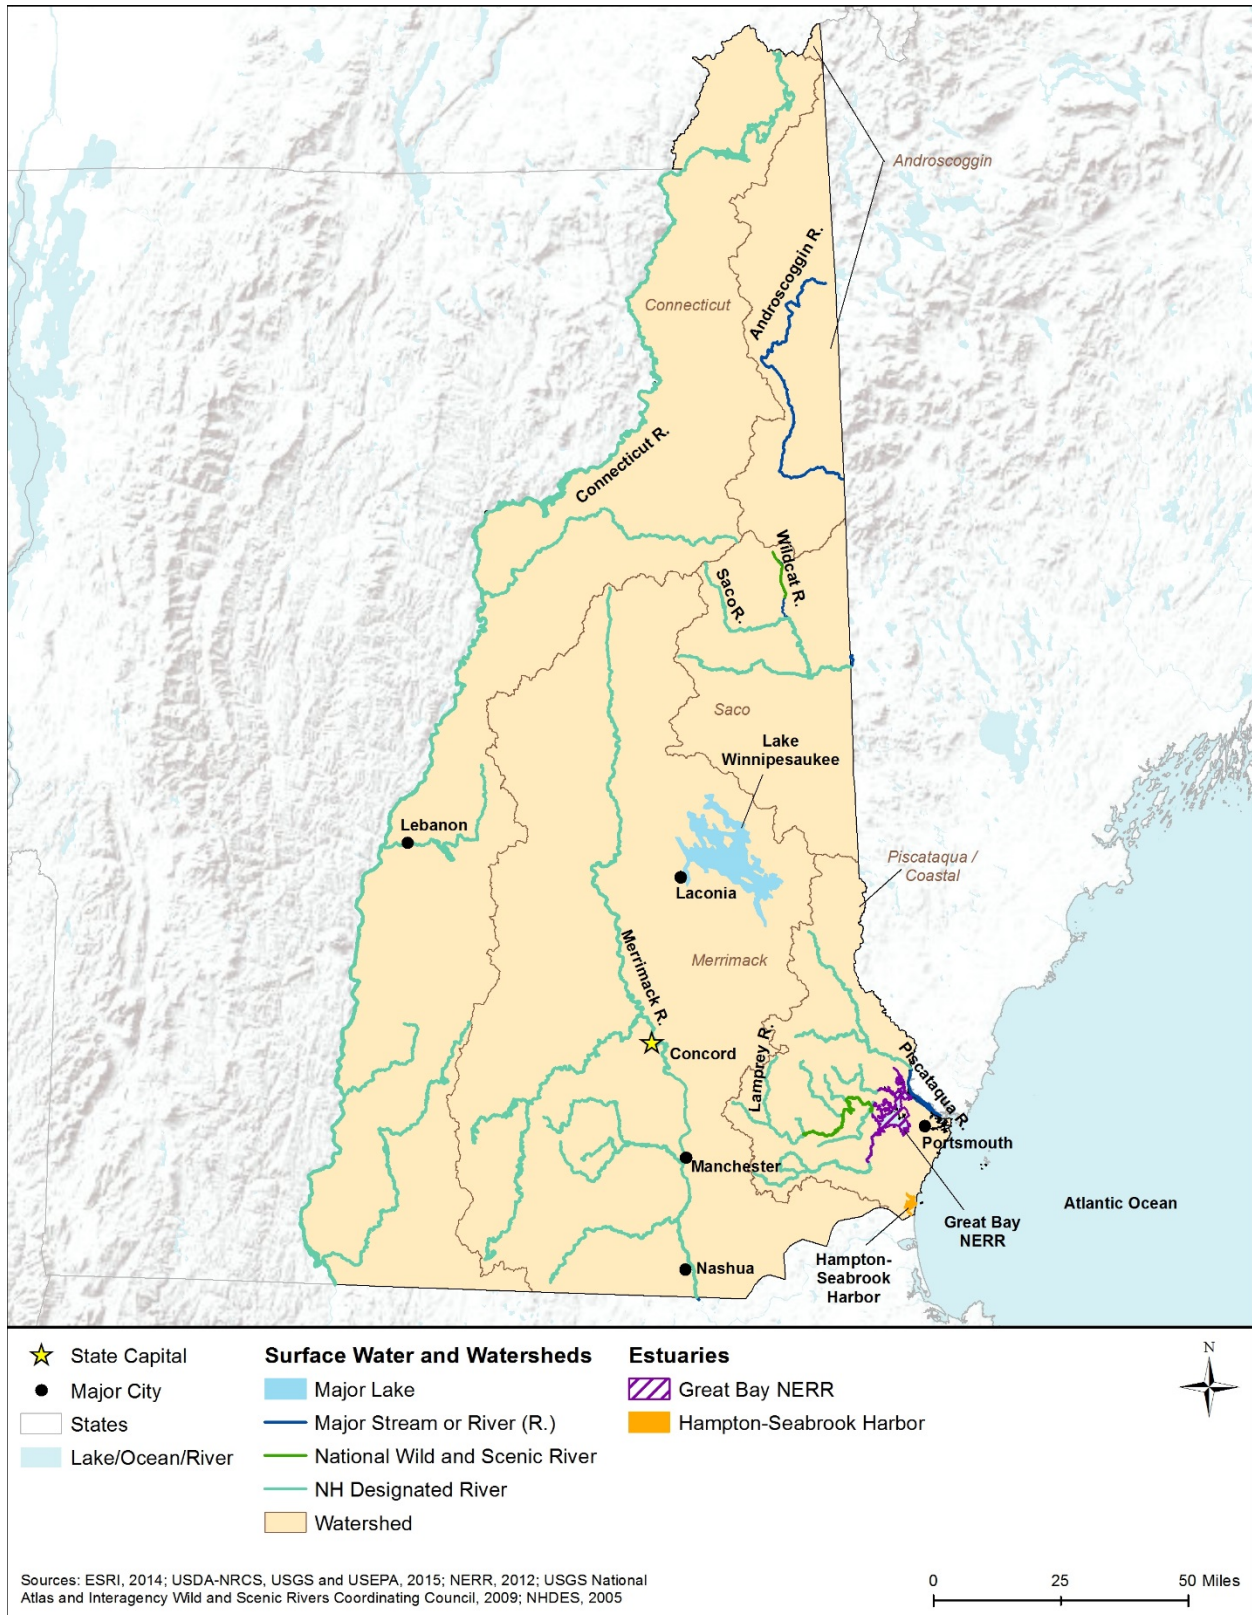 Androscoggin
Androscoggin R.
Connecticut
Connecticut R.
Wildcat R.
Saco R.
Saco
Lake
Winnipesaukee
Lebanon
Piscataqua /
Coastal
Laconia
Merrimack R.
Merrimack
Lamprey R.
Concord
Piscataqua R.
Portsmouth
Manchester
Atlantic Ocean
Great Bay
NERR
Hampton-
Seabrook
Harbor
Nashua
State Capital
Major City
States
Lake/Ocean/River
Surface Water and Watersheds
Major Lake
Major Stream or River (R.)
National Wild and Scenic River
NH Designated River
Watershed
Estuaries
Great Bay NERR
Hampton-Seabrook Harbor
N
Sources: ESRI, 2014; USDA-NRCS, USGS and USEPA, 2015; NERR, 2012; USGS National
Atlas and Interagency Wild and Scenic Rivers Coordinating Council, 2009; NHDES, 2005
0 25 50 Miles